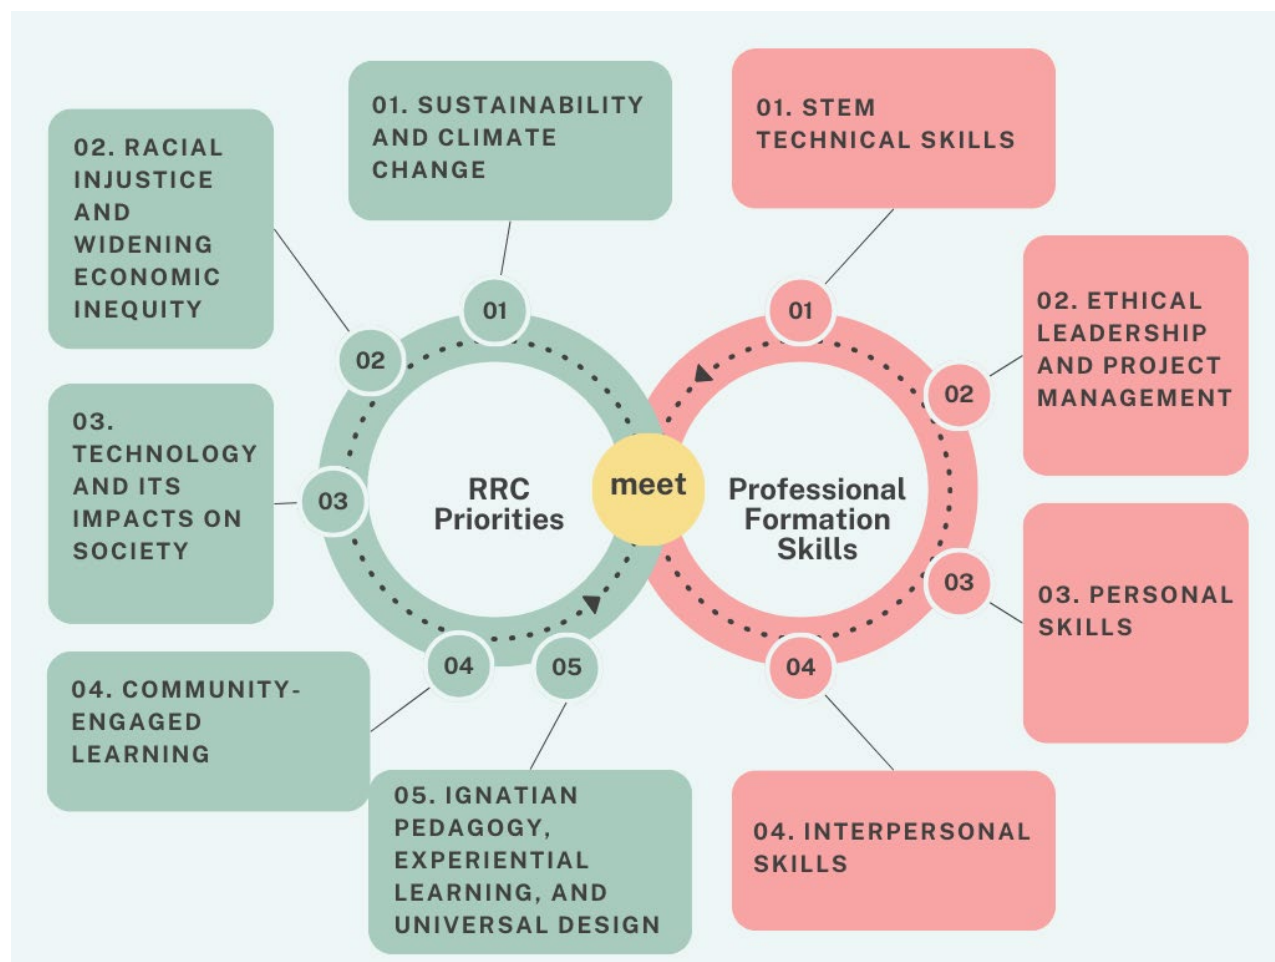 01. SUSTAINABILITY
AND CLIMATE
CHANGE
02. RACIAL
INJUSTICE
AND
WIDENING
ECONOMIC
INEQUITY
03.
TECHNOLOGY
AND ITS
IMPACTS ON
SOCIETY
04. COMMUNITY-
ENGAGED
LEARNING
05. IGNATIAN
PEDAGOGY,
EXPERIENTIAL
LEARNING, AND
UNIVERSAL DESIGN
01
02
03
04
05
RRC
Priorities
meet
Professional
Formation
Skills
01
02
03
04
01. STEM
TECHNICAL SKILLS
02. ETHICAL
LEADERSHIP
AND PROJECT
MANAGEMENT
03. PERSONAL
SKILLS
04. INTERPERSONAL
SKILLS